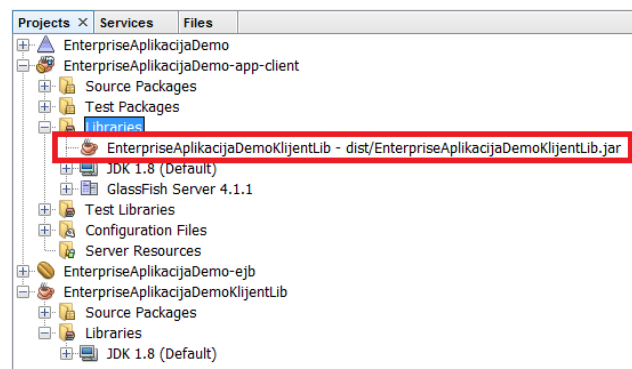 Projects × Services Files
EnterpriseAplikacijaDemo
EnterpriseAplikacijaDemo-app-client
Source Packages
Test Packages
Libraries
EnterpriseAplikacijaDemoKlijentLib - dist/EnterpriseAplikacijaDemoKlijentLib.jar
JDK 1.8 (Default)
GlassFish Server 4.1.1
Test Libraries
Configuration Files
Server Resources
EnterpriseAplikacijaDemo-ejb
EnterpriseAplikacijaDemoKlijentLib
Source Packages
Libraries
JDK 1.8 (Default)